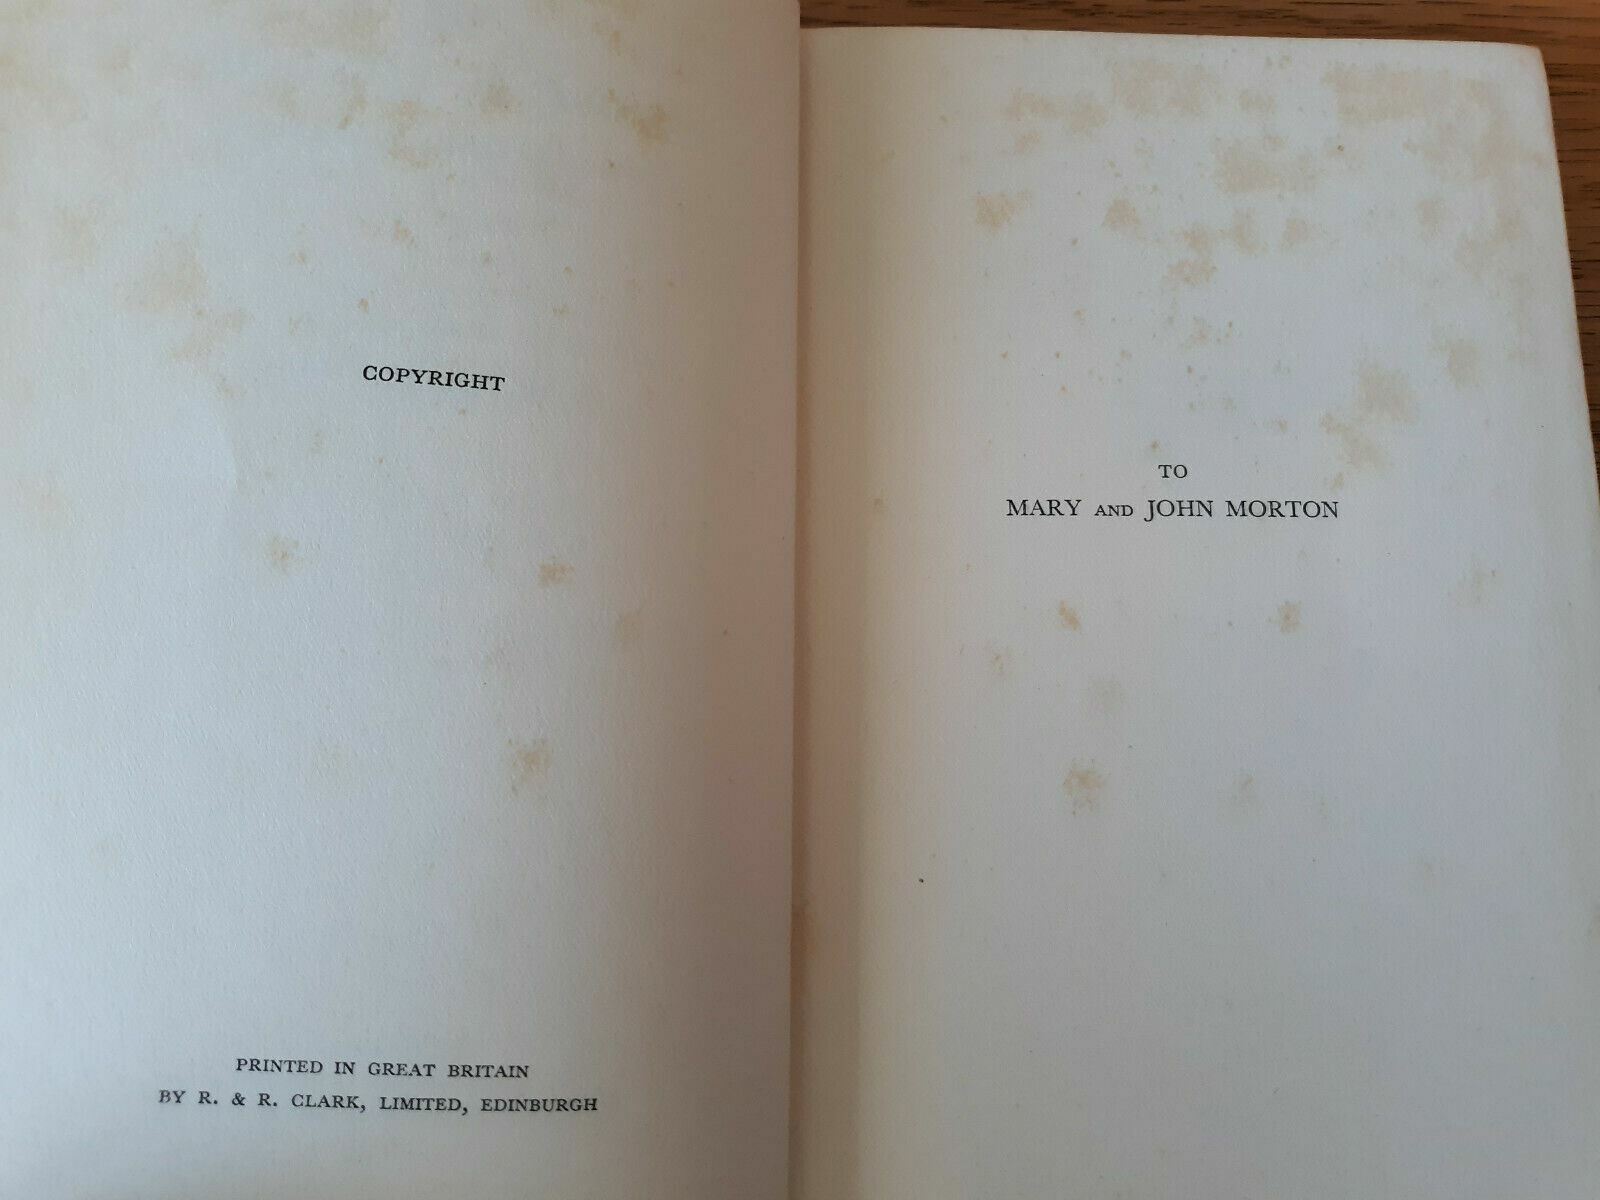 COPYRIGHT
PRINTED IN GREAT BRITAIN
BY R. & R. CLARK, LIMITED, EDINBURGH
TO
MARY AND JOHN MORTON